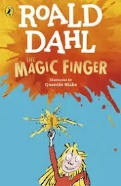 ROALD
DAHL
THE
MAGIC FINGER
Illustrated by
Quentin Blake